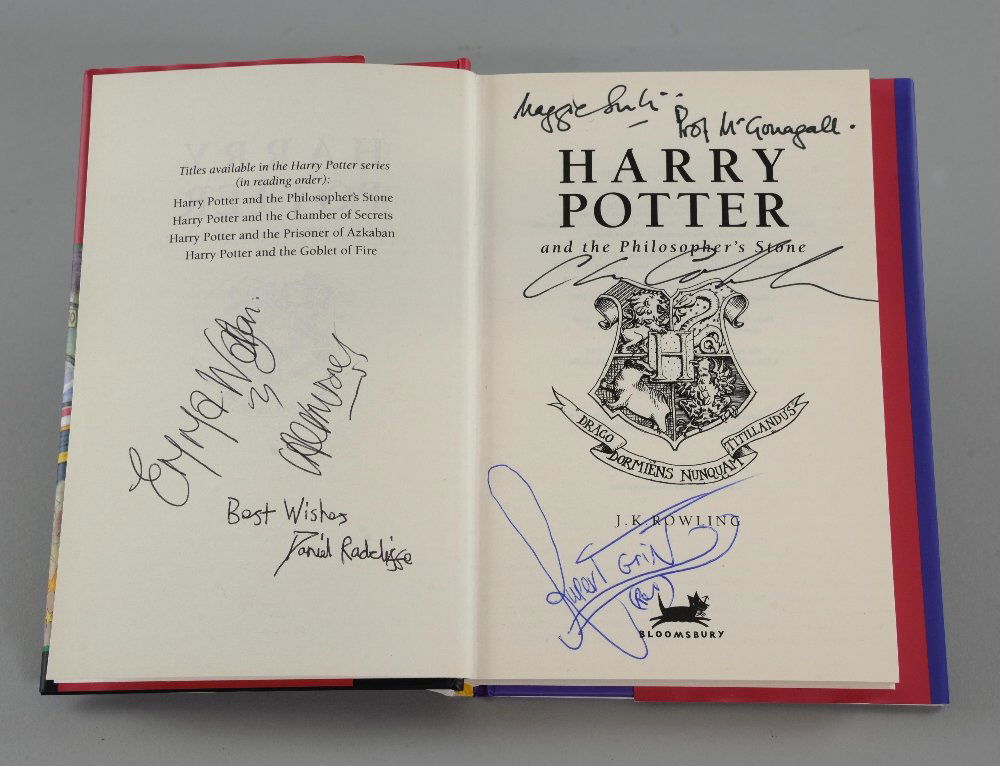 Titles available in the Harry Potter series
(in reading order):
Harry Potter and the Philosopher's Stone
Harry Potter and the Chamber of Secrets
Harry Potter and the Prisoner of Azkaban
Harry Potter and the Goblet of Fire
Emma Watson
Best Wishes
Daniel Radcliffe
Maggie Smith
Prof McGonagall.
HARRY
POTTER
and the Philosopher's Stone
H
DRACO
DORMIENS NUNQUAM
TITILLANDUS
J.K.ROWLING
Rupert Grint
(Ron)
BLOOMSBURY